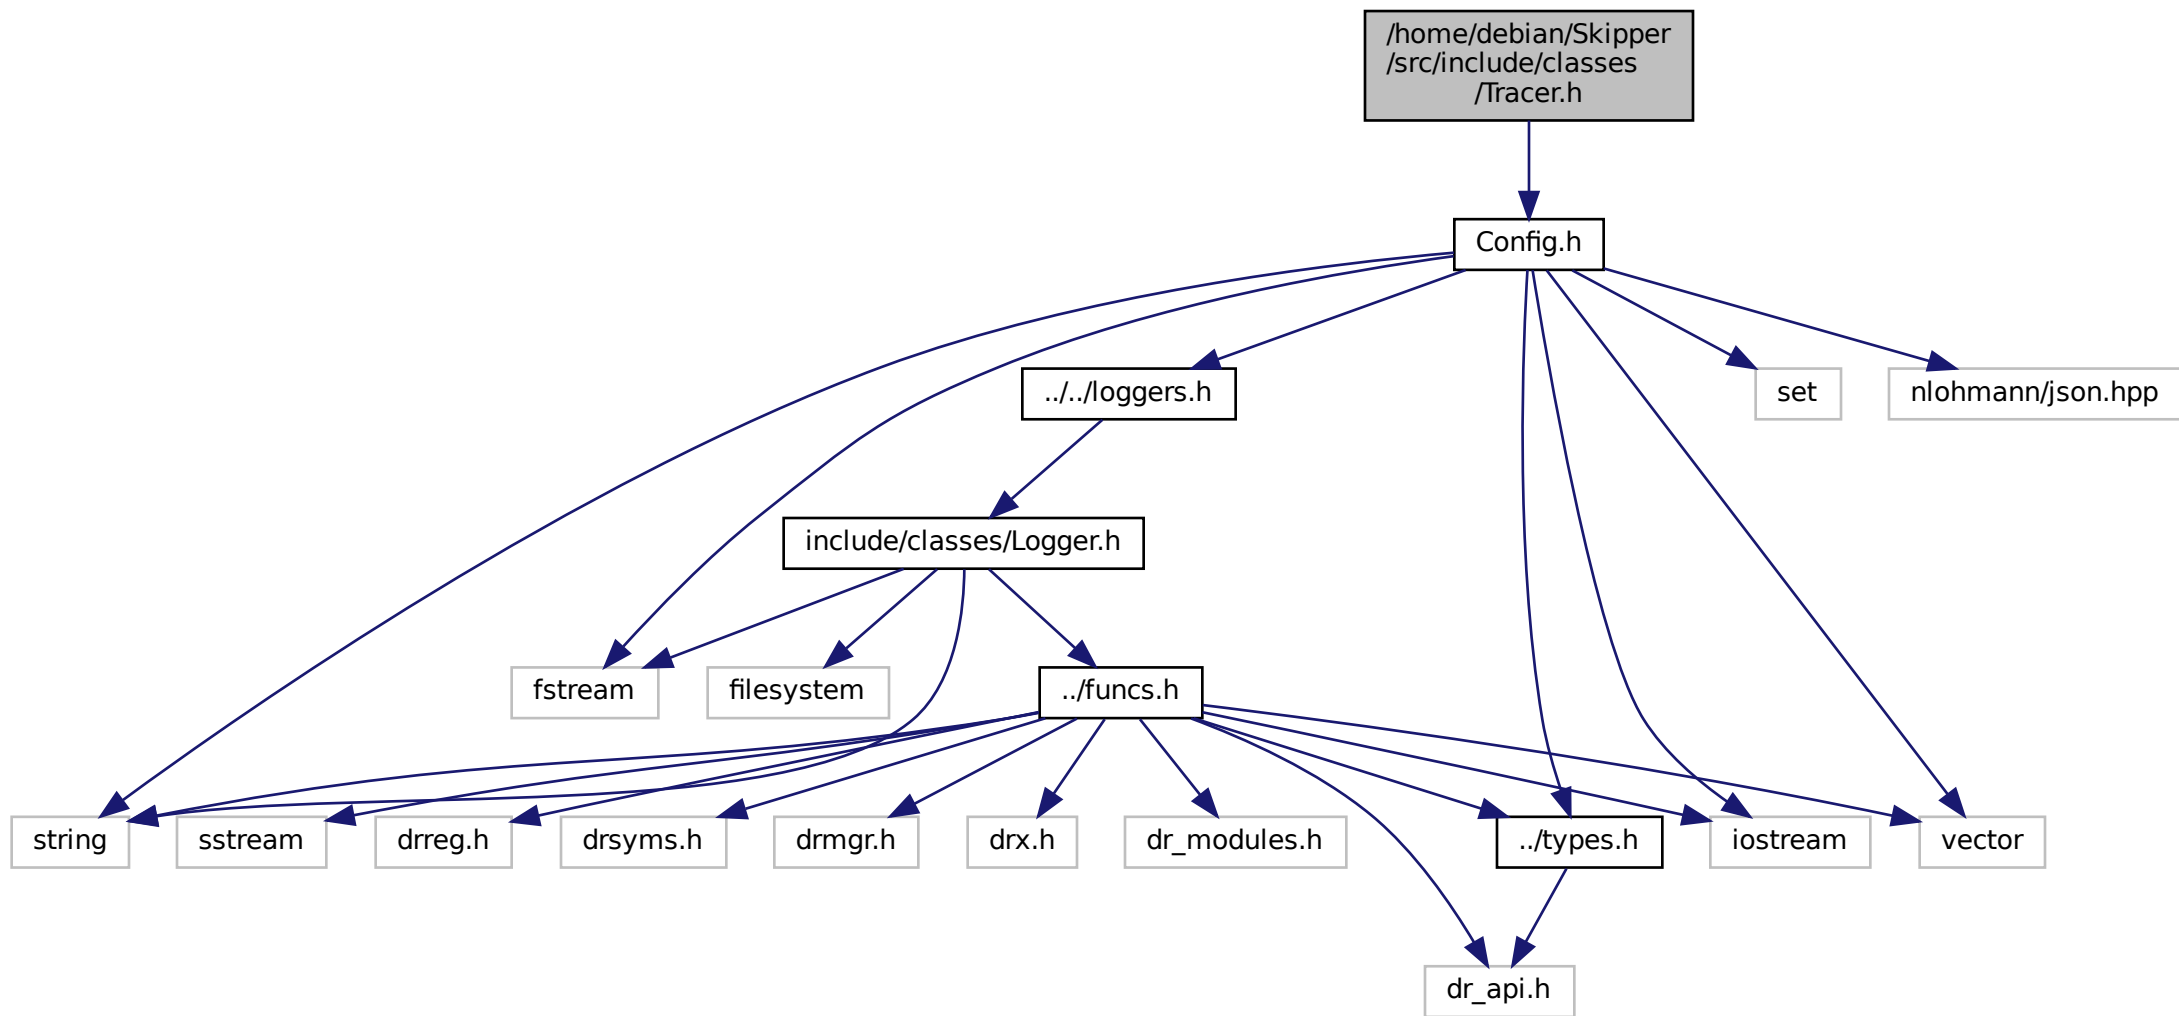 /home/debian/Skipper
/src/include/classes
/Tracer.h
Config.h
../../loggers.h
set
nlohmann/json.hpp
include/classes/Logger.h
fstream
filesystem
../funcs.h
string
sstream
drreg.h
drsyms.h
drmgr.h
drx.h
dr_modules.h
../types.h
iostream
vector
dr_api.h